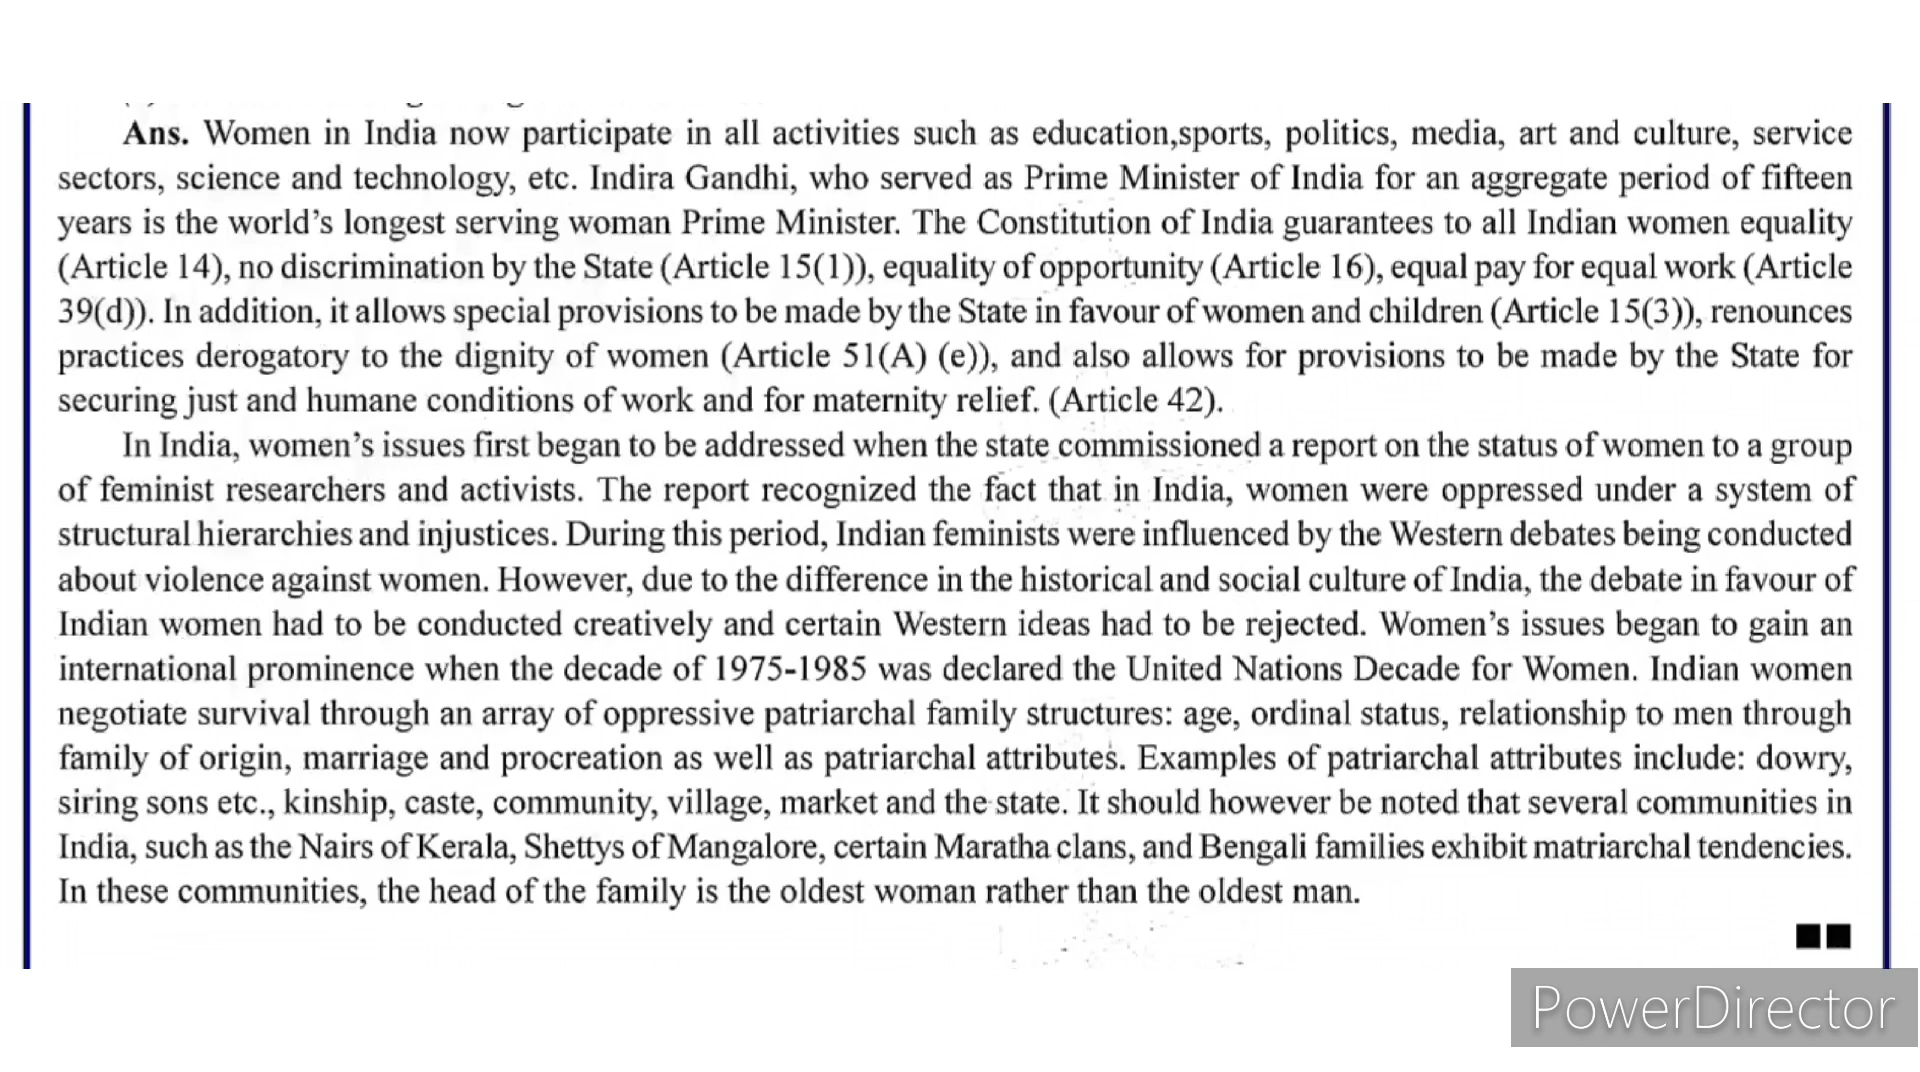 Ans. Women in India now participate in all activities such as education,sports, politics, media, art and culture, service
sectors, science and technology, etc. Indira Gandhi, who served as Prime Minister of India for an aggregate period of fifteen
years is the world's longest serving woman Prime Minister. The Constitution of India guarantees to all Indian women equality
(Article 14), no discrimination by the State (Article 15(1)), equality of opportunity (Article 16), equal pay for equal work (Article
39(d)). In addition, it allows special provisions to be made by the State in favour of women and children (Article 15(3)), renounces
practices derogatory to the dignity of women (Article 51(A) (e)), and also allows for provisions to be made by the State for
securing just and humane conditions of work and for maternity relief. (Article 42).
In India, women's issues first began to be addressed when the state commissioned a report on the status of women to a group
of feminist researchers and activists. The report recognized the fact that in India, women were oppressed under a system of
structural hierarchies and injustices. During this period, Indian feminists were influenced by the Western debates being conducted
about violence against women. However, due to the difference in the historical and social culture of India, the debate in favour of
Indian women had to be conducted creatively and certain Western ideas had to be rejected. Women's issues began to gain an
international prominence when the decade of 1975-1985 was declared the United Nations Decade for Women. Indian women
negotiate survival through an array of oppressive patriarchal family structures: age, ordinal status, relationship to men through
family of origin, marriage and procreation as well as patriarchal attributes. Examples of patriarchal attributes include: dowry,
siring sons etc., kinship, caste, community, village, market and the state. It should however be noted that several communities in
India, such as the Nairs of Kerala, Shettys of Mangalore, certain Maratha clans, and Bengali families exhibit matriarchal tendencies.
In these communities, the head of the family is the oldest woman rather than the oldest man.
PowerDirector